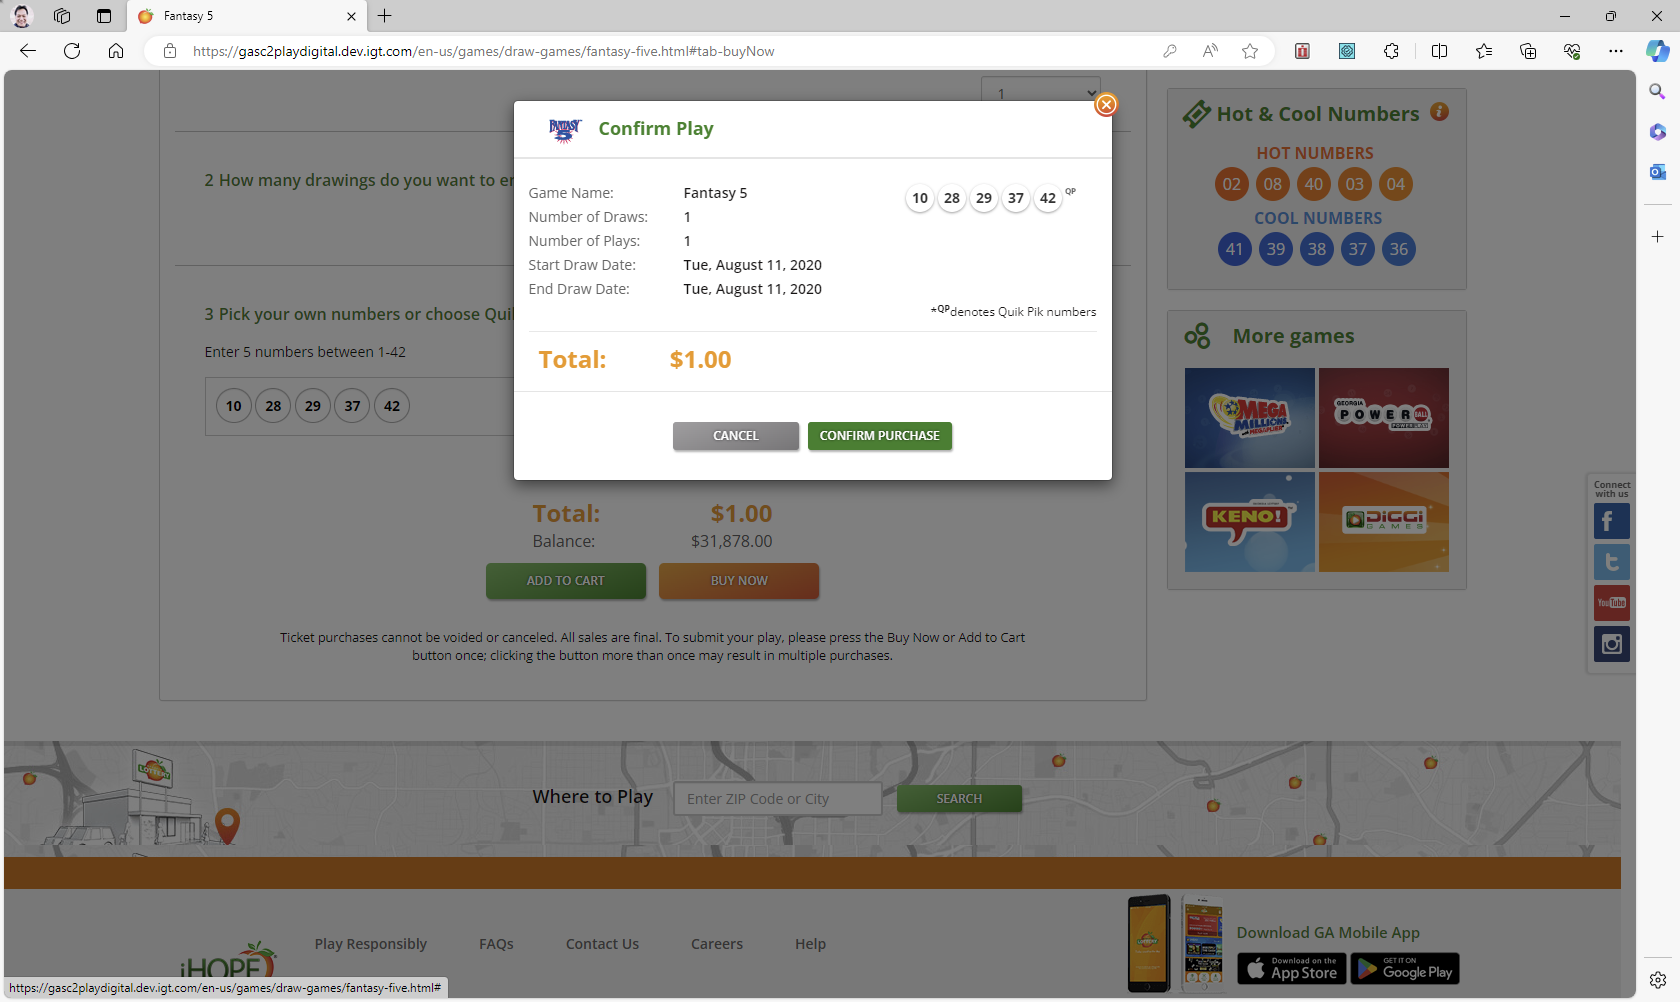 Fantasy 5
https://gasc2playdigital.dev.igt.com/en-us/games/draw-games/fantasy-five.html#tab-buyNow
1
FANTASY 5
Confirm Play
2 How many drawings do you want to en
Game Name: Fantasy 5
10 28 29 37 42 QP
Number of Draws: 1
Number of Plays: 1
Start Draw Date: Tue, August 11, 2020
End Draw Date: Tue, August 11, 2020
*QPdenotes Quik Pik numbers
Total: $1.00
CANCEL
CONFIRM PURCHASE
3 Pick your own numbers or choose Qui
Enter 5 numbers between 1-42
10 28 29 37 42
Total: $1.00
Balance: $31,878.00
ADD TO CART
BUY NOW
Ticket purchases cannot be voided or canceled. All sales are final. To submit your play, please press the Buy Now or Add to Cart
button once; clicking the button more than once may result in multiple purchases.
Hot & Cool Numbers
HOT NUMBERS
02 08 40 03 04
COOL NUMBERS
41 39 38 37 36
More games
MEGA
MILLIONS
GEORGIA
POWERBALL
KENO!
DIGGI
GAMES
Connect
with us
YouTube
LOTTERY
Where to Play
Enter ZIP Code or City
SEARCH
iHOPE
Play Responsibly
FAQs
Contact Us
Careers
Help
Download GA Mobile App
Download on the
App Store
GET IT ON
Google Play
https://gasc2playdigital.dev.igt.com/en-us/games/draw-games/fantasy-five.html#